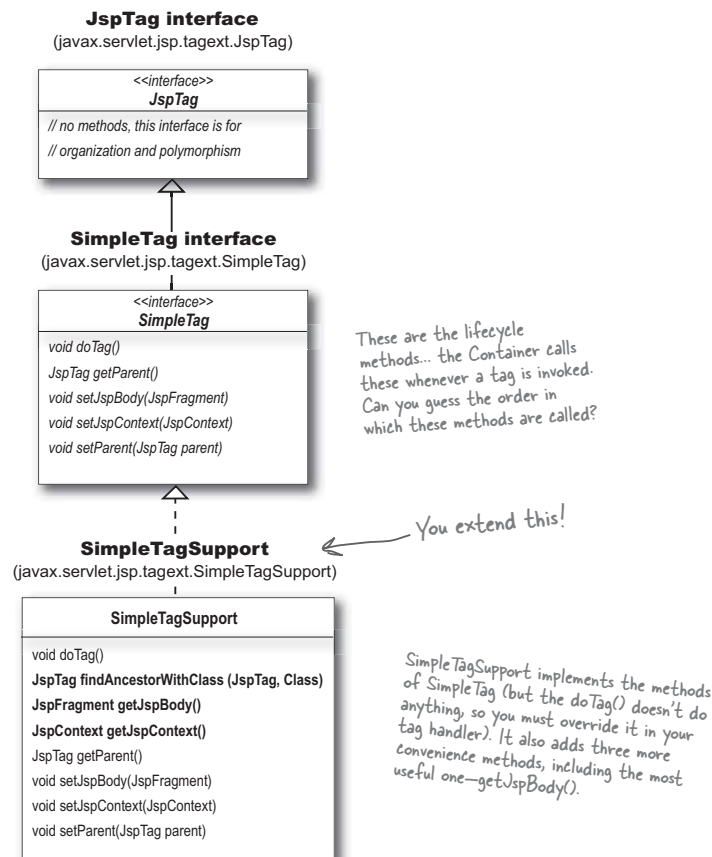 JspTag interface
(javax.servlet.jsp.tagext.JspTag)
<<interface>>
JspTag
// no methods, this interface is for
// organization and polymorphism
SimpleTag interface
(javax.servlet.jsp.tagext.SimpleTag)
<<interface>>
SimpleTag
void doTag()
JspTag getParent()
void setJspBody(JspFragment)
void setJspContext(JspContext)
void setParent(JspTag parent)
These are the lifecycle
methods... the Container calls
these whenever a tag is invoked.
Can you guess the order in
which these methods are called?
You extend this!
SimpleTagSupport
(javax.servlet.jsp.tagext.SimpleTagSupport)
SimpleTagSupport
void doTag()
JspTag findAncestorWithClass (JspTag, Class)
JspFragment getJspBody()
JspContext getJspContext()
JspTag getParent()
void setJspBody(JspFragment)
void setJspContext(JspContext)
void setParent(JspTag parent)
SimpleTagSupport implements the methods
of SimpleTag (but the doTag() doesn't do
anything, so you must override it in your
tag handler). It also adds three more
convenience methods, including the most
useful one—getJspBody().